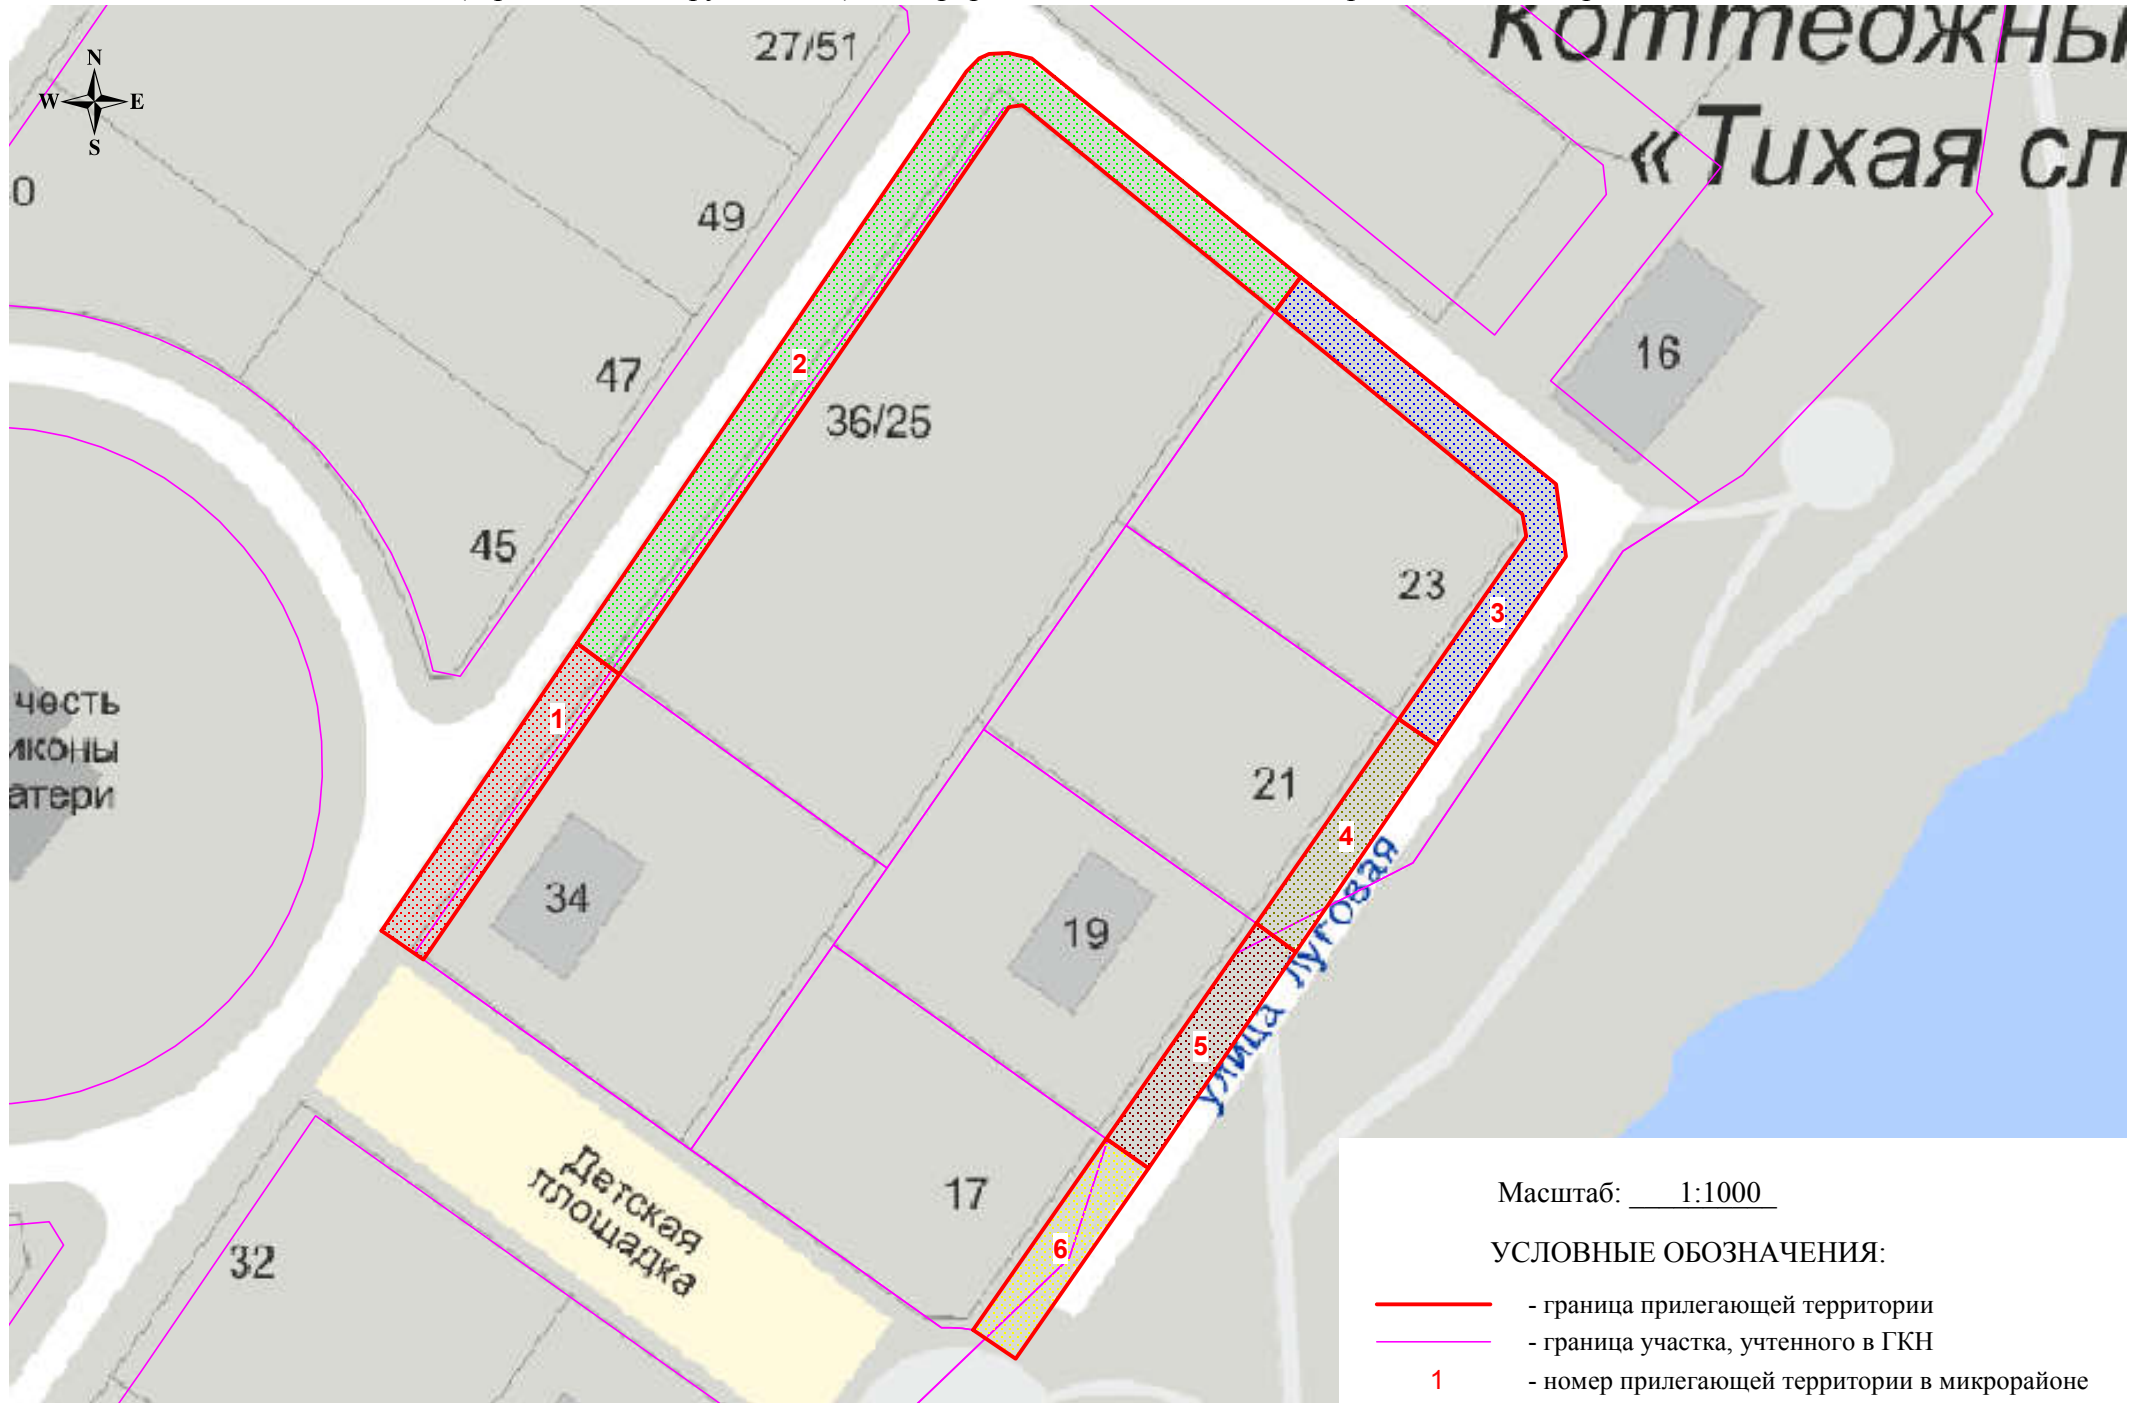 N
W E
S
27/51
Коттеджны
«Тихая сл
0
49
47
36/25
45
16
23
21
19
17
34
32
2
3
1
4
5
6
честь
иконы
атери
улица Луговая
Детская
площадка
Масштаб: 1:1000
УСЛОВНЫЕ ОБОЗНАЧЕНИЯ:
- граница прилегающей территории
- граница участка, учтенного в ГКН
1 - номер прилегающей территории в микрорайоне